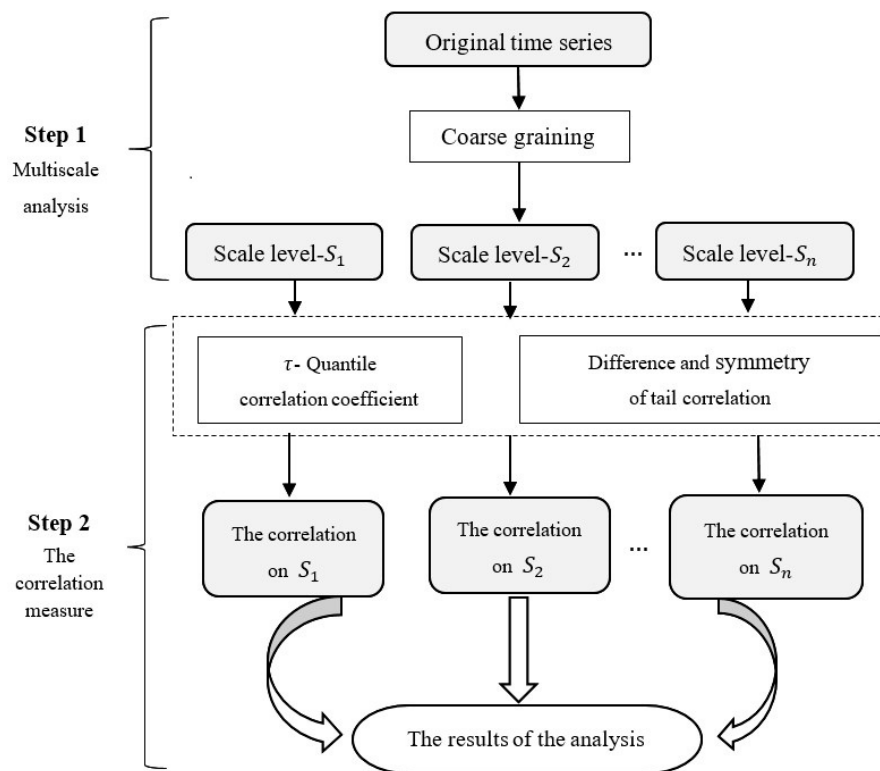 Original time series
Step 1
Multiscale
analysis
Coarse graining
Scale level-S₁
Scale level-S₂
...
Scale level-Sₙ
τ- Quantile
correlation coefficient
Difference and symmetry
of tail correlation
Step 2
The
correlation
measure
The correlation
on S₁
The correlation
on S₂
...
The correlation
on Sₙ
The results of the analysis